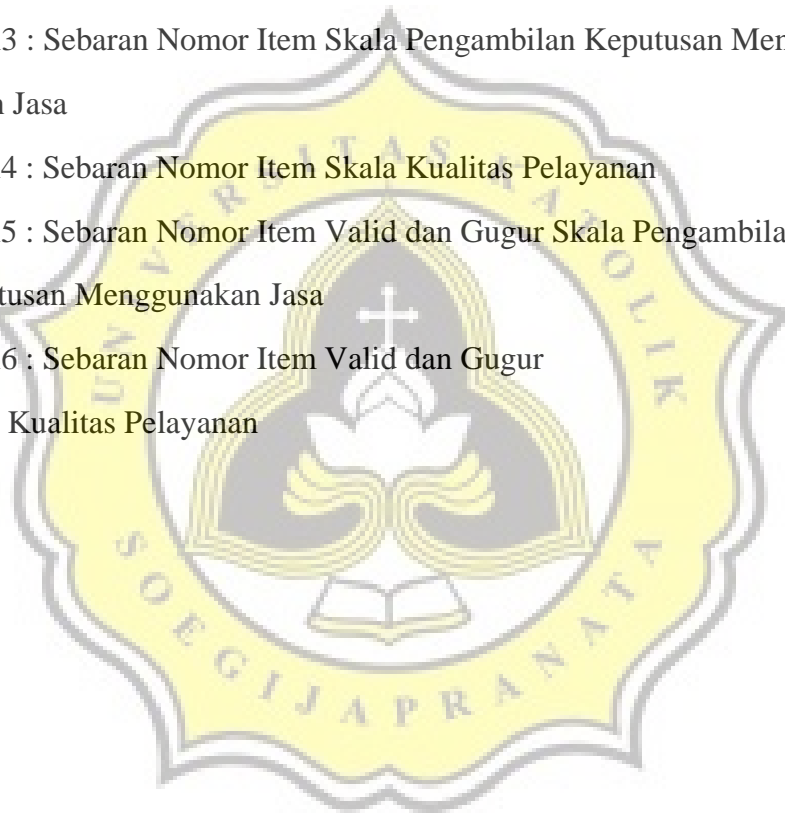 3 : Sebaran Nomor Item Skala Pengambilan Keputusan Men
n Jasa
4 : Sebaran Nomor Item Skala Kualitas Pelayanan
5 : Sebaran Nomor Item Valid dan Gugur Skala Pengambila
tusan Menggunakan Jasa
6 : Sebaran Nomor Item Valid dan Gugur
Kualitas Pelayanan
UNIVERSITAS KATOLIK
SOEGIJAPRANATA